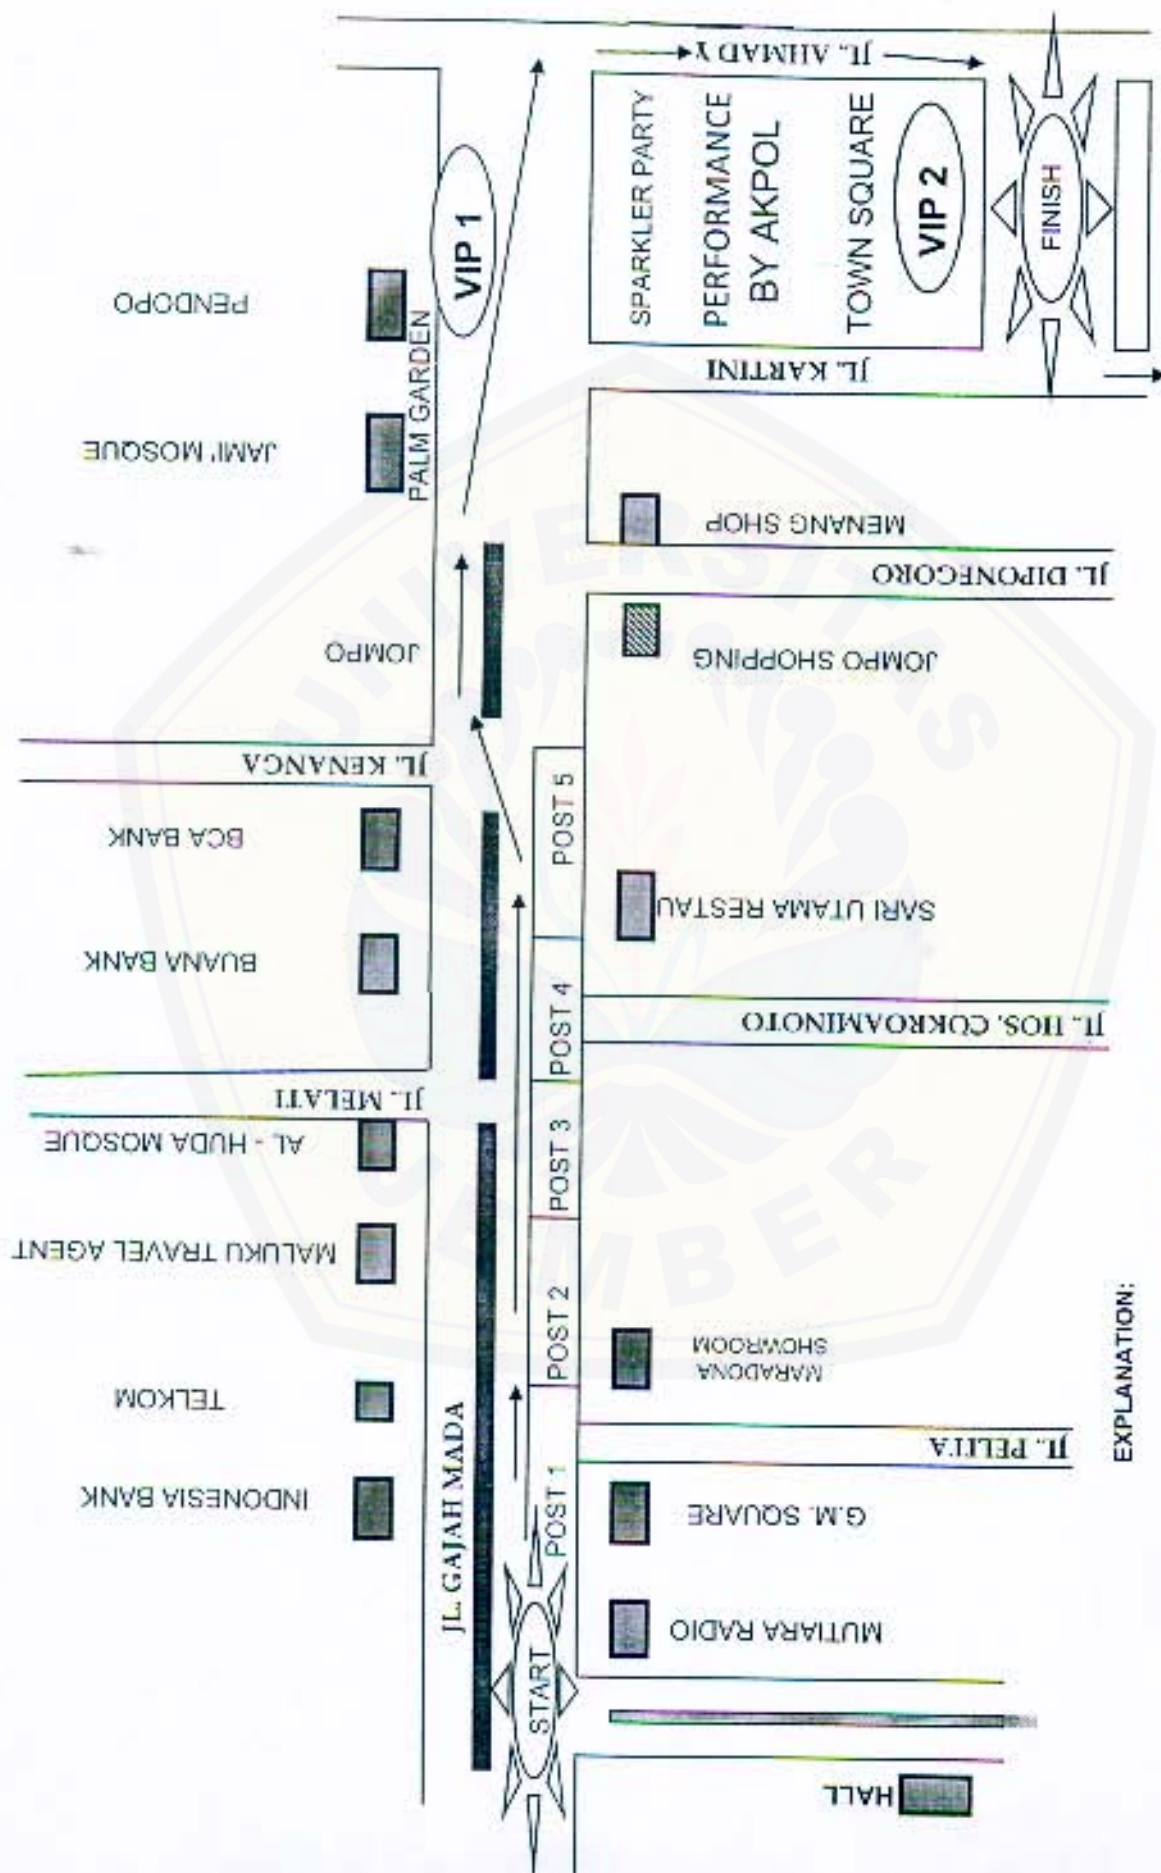 JL. AHMAD Y
SPARKLER PARTY
PERFORMANCE
BY AKPOL
TOWN SQUARE
VIP 2
FINISH
VIP 1
PENDOPO
PALM GARDEN
JAMI' MOSQUE
JL. KARTINI
MENANG SHOP
JL. DIPONEGORO
JOMPO
JOMPO SHOPPING
JL. KENANGA
BCA BANK
POST 5
SARI UTAMA RESTAU
BUANA BANK
POST 4
JL. HOS. COKROAMINOTO
JL. MELATI
AL - HUDA MOSQUE
POST 3
MALUKU TRAVEL AGENT
POST 2
MARADONA
SHOWROOM
TELKOM
JL. PELITA
INDONESIA BANK
JL. GAJAH MADA
POST 1
G.M. SQUARE
MUTIARA RADIO
START
HALL
EXPLANATION:
UNIVERSITAS
JEMBER